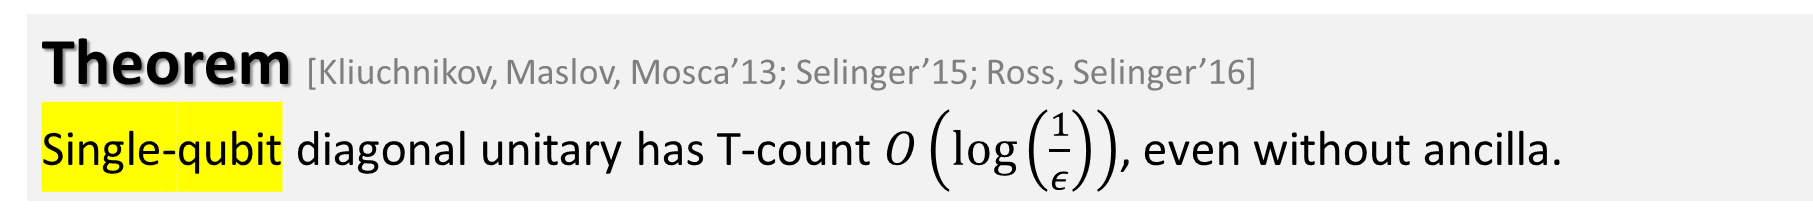 Theorem [Kliuchnikov, Maslov, Mosca’13; Selinger’15; Ross, Selinger’16]
Single-qubit diagonal unitary has T-count O(log(1/ϵ)), even without ancilla.